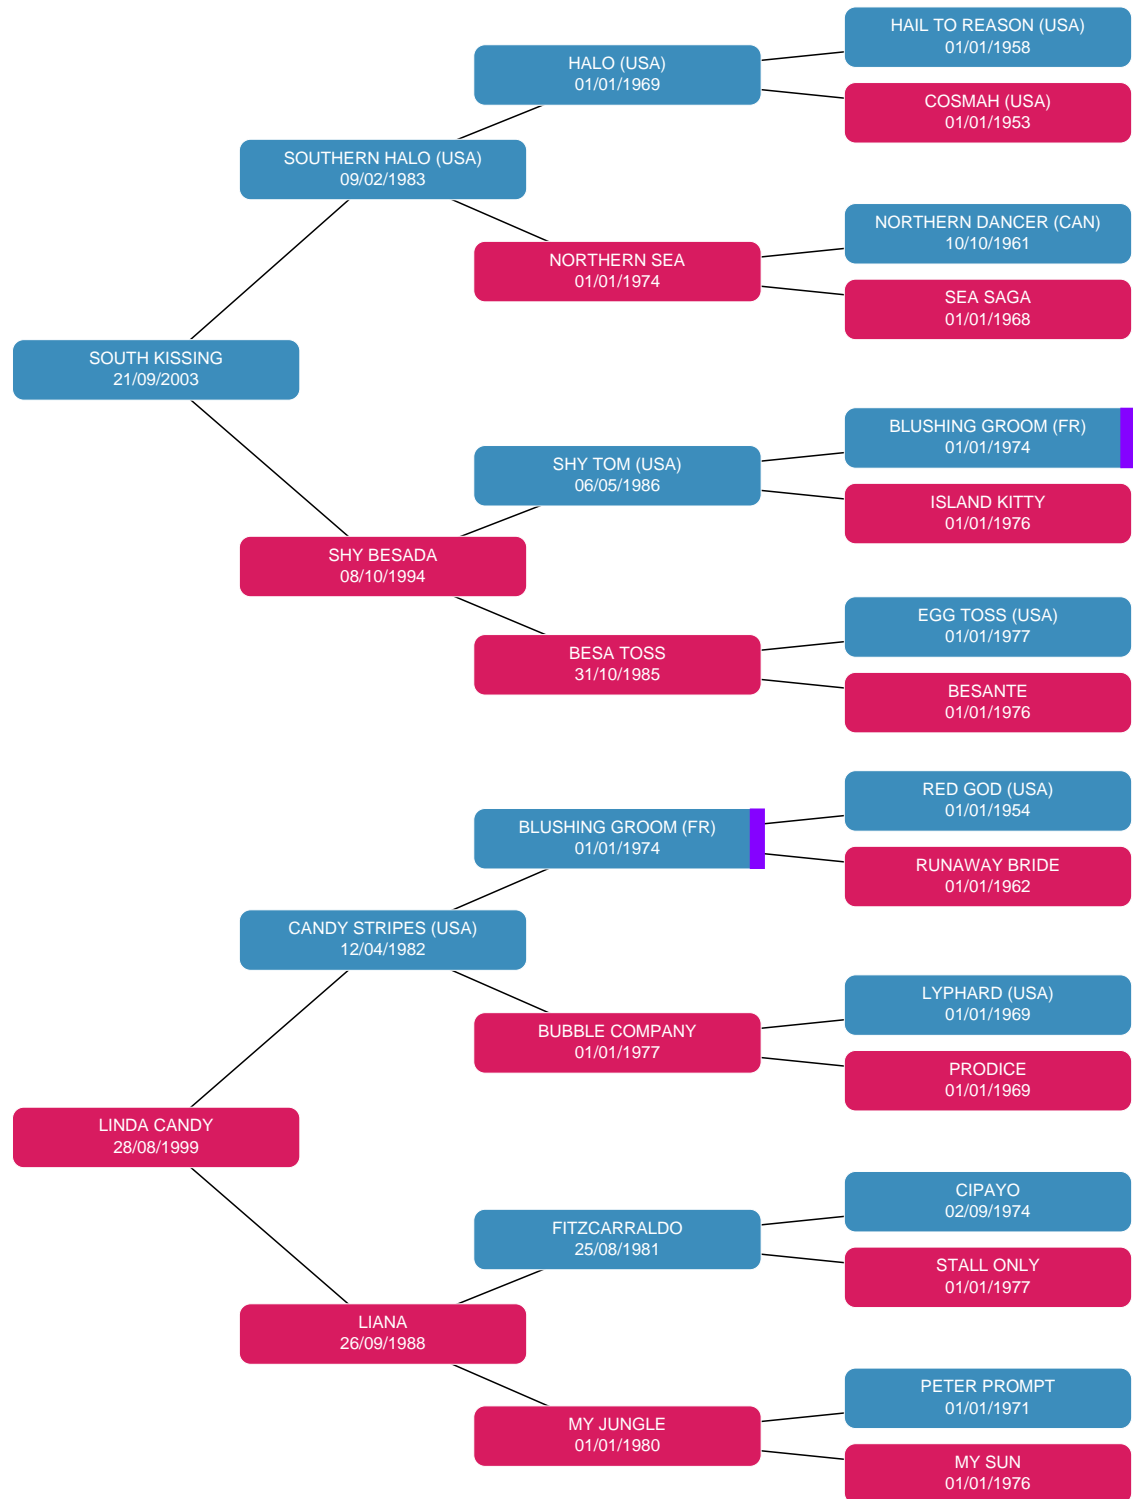 HAIL TO REASON (USA)
01/01/1958
HALO (USA)
01/01/1969
COSMAH (USA)
01/01/1953
SOUTHERN HALO (USA)
09/02/1983
NORTHERN DANCER (CAN)
10/10/1961
NORTHERN SEA
01/01/1974
SEA SAGA
01/01/1968
SOUTH KISSING
21/09/2003
BLUSHING GROOM (FR)
01/01/1974
SHY TOM (USA)
06/05/1986
ISLAND KITTY
01/01/1976
SHY BESADA
08/10/1994
EGG TOSS (USA)
01/01/1977
BESA TOSS
31/10/1985
BESANTE
01/01/1976
RED GOD (USA)
01/01/1954
BLUSHING GROOM (FR)
01/01/1974
RUNAWAY BRIDE
01/01/1962
CANDY STRIPES (USA)
12/04/1982
LYPHARD (USA)
01/01/1969
BUBBLE COMPANY
01/01/1977
PRODICE
01/01/1969
LINDA CANDY
28/08/1999
CIPAYO
02/09/1974
FITZCARRALDO
25/08/1981
STALL ONLY
01/01/1977
LIANA
26/09/1988
PETER PROMPT
01/01/1971
MY JUNGLE
01/01/1980
MY SUN
01/01/1976